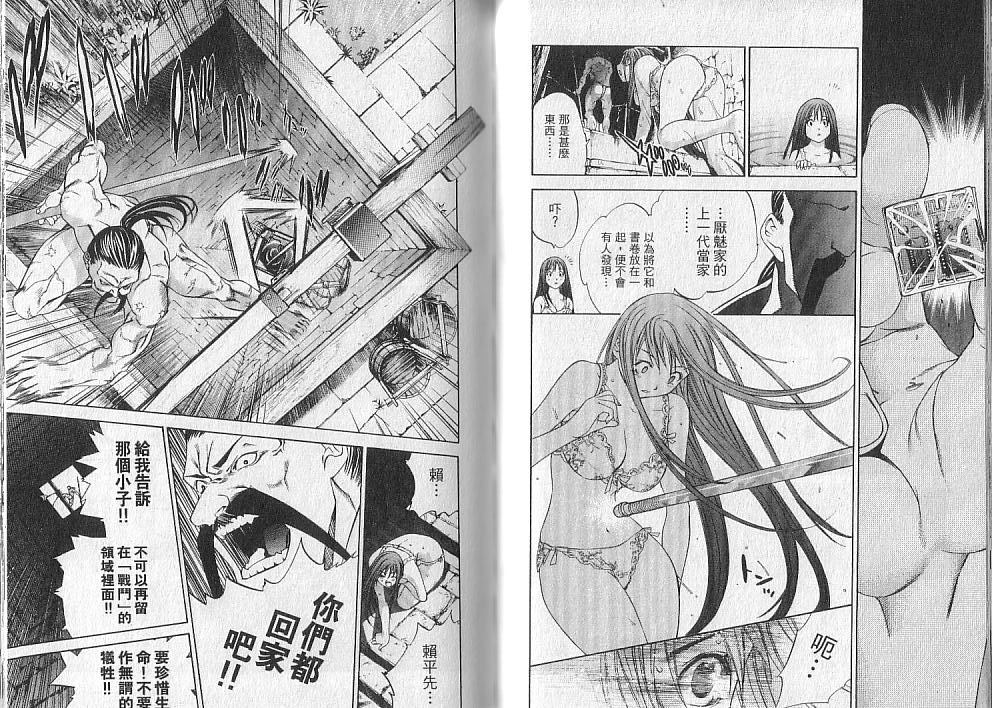 那是甚麼
東西……
…厭魅家的
上一代當家
……
以為將它和
書卷放在一
起，便不會
有人發現…
吓？
トン
呃…
賴…
賴平先…
你們都
回家
吧!!
給我告訴
那個小子!!
不可以再留
在「戰鬥」的
領域裡面!!
要珍惜生
命！不要
作無謂的
犧牲!!